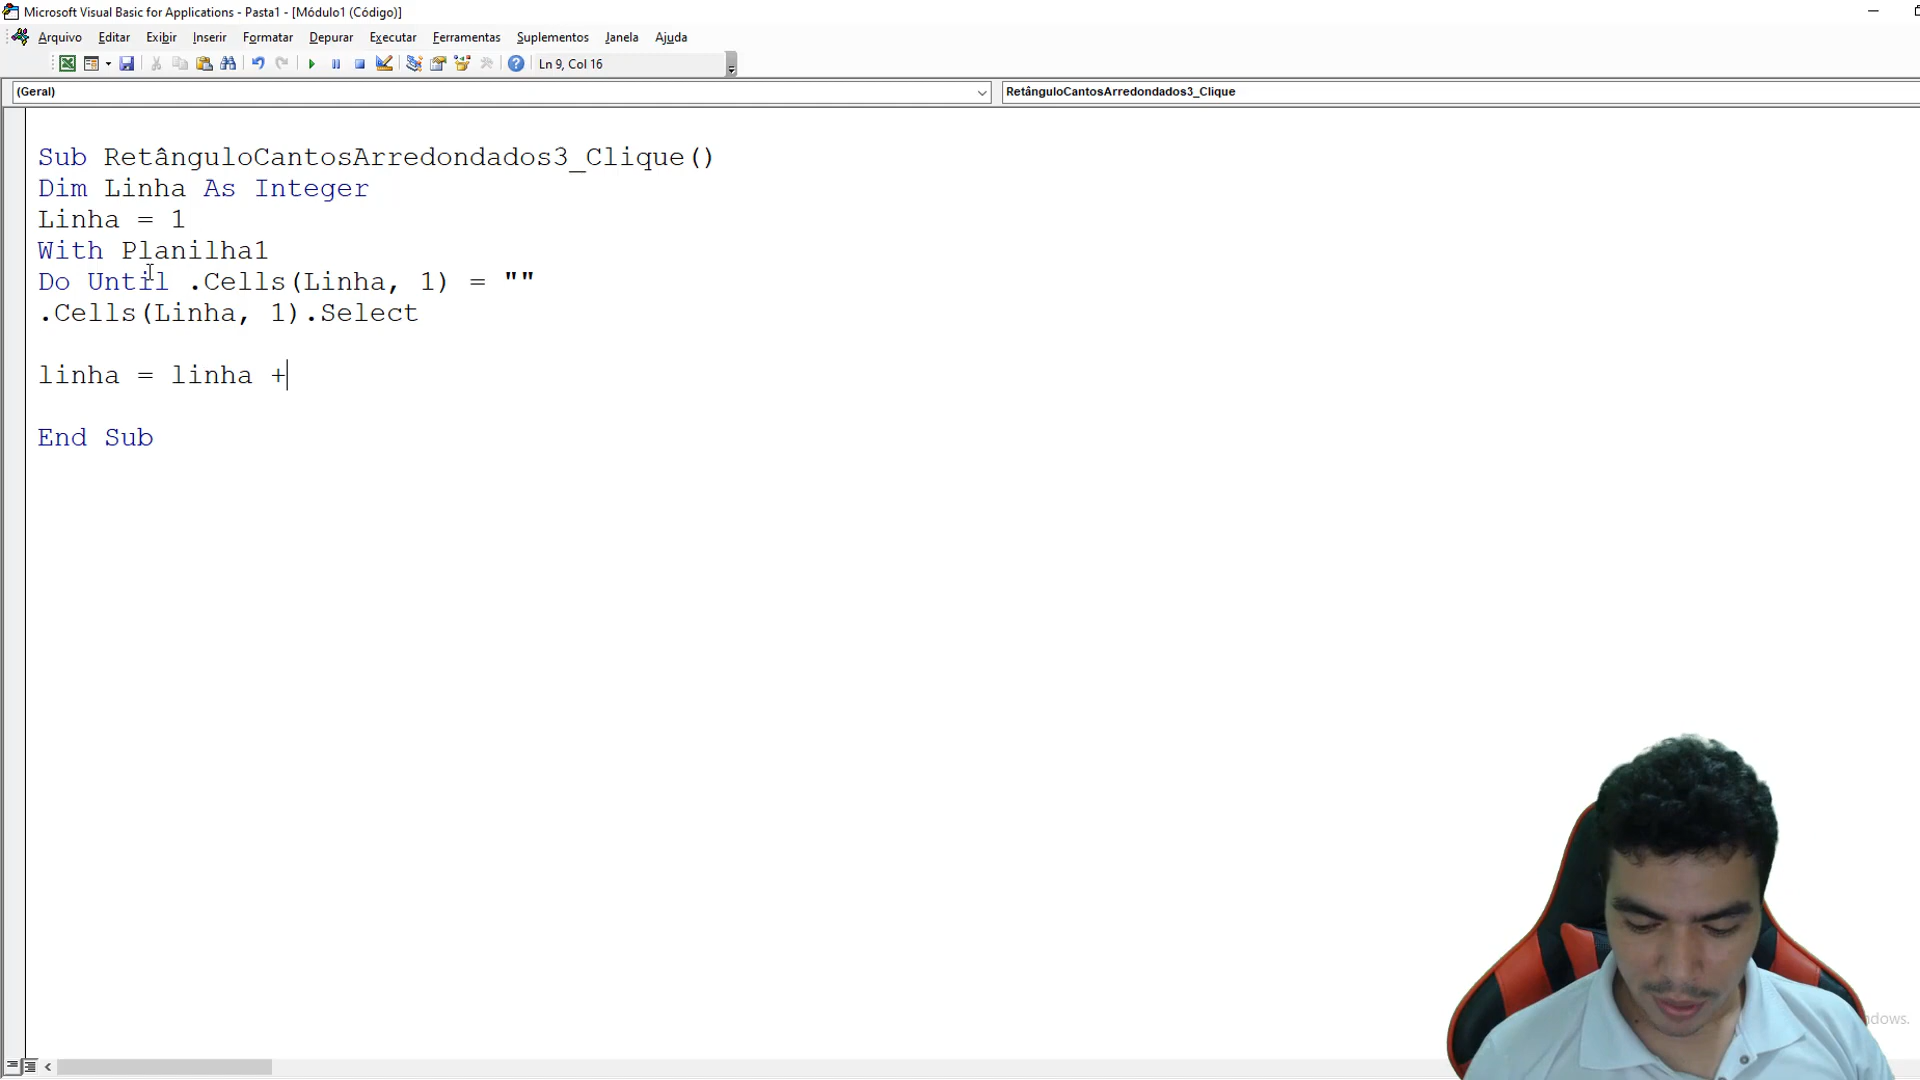 Microsoft Visual Basic for Applications - Pasta1 - [Módulo1 (Código)]
Arquivo Editar Exibir Inserir Formatar Depurar Executar Ferramentas Suplementos Janela Ajuda
Ln 9, Col 16
(Geral) RetânguloCantosArredondados3_Clique
Sub RetânguloCantosArredondados3_Clique()
Dim Linha As Integer
Linha = 1
With Planilha1
Do Until .Cells(Linha, 1) = ""
.Cells(Linha, 1).Select
linha = linha +
End Sub